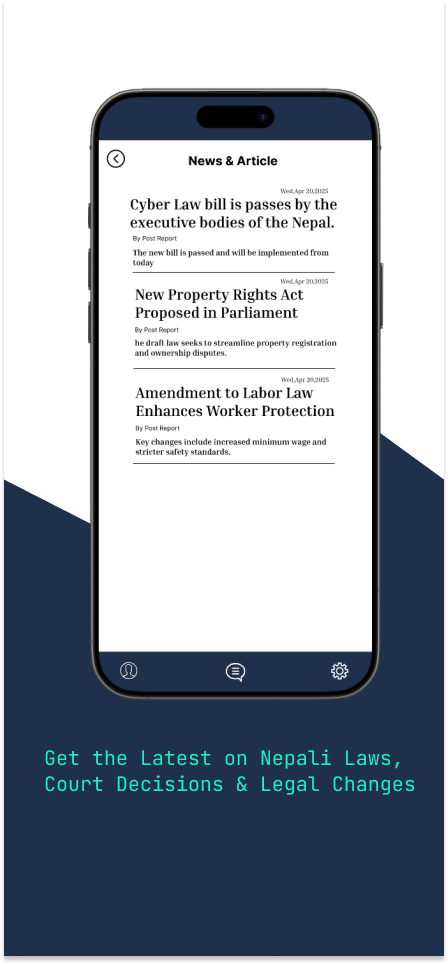 News & Article
Wed,Apr 20,2025
Cyber Law bill is passes by the
executive bodies of the Nepal.
By Post Report
The new bill is passed and will be implemented from
today
Wed,Apr 20,2025
New Property Rights Act
Proposed in Parliament
By Post Report
he draft law seeks to streamline property registration
and ownership disputes.
Wed,Apr 20,2025
Amendment to Labor Law
Enhances Worker Protection
By Post Report
Key changes include increased minimum wage and
stricter safety standards.
Get the Latest on Nepali Laws,
Court Decisions & Legal Changes